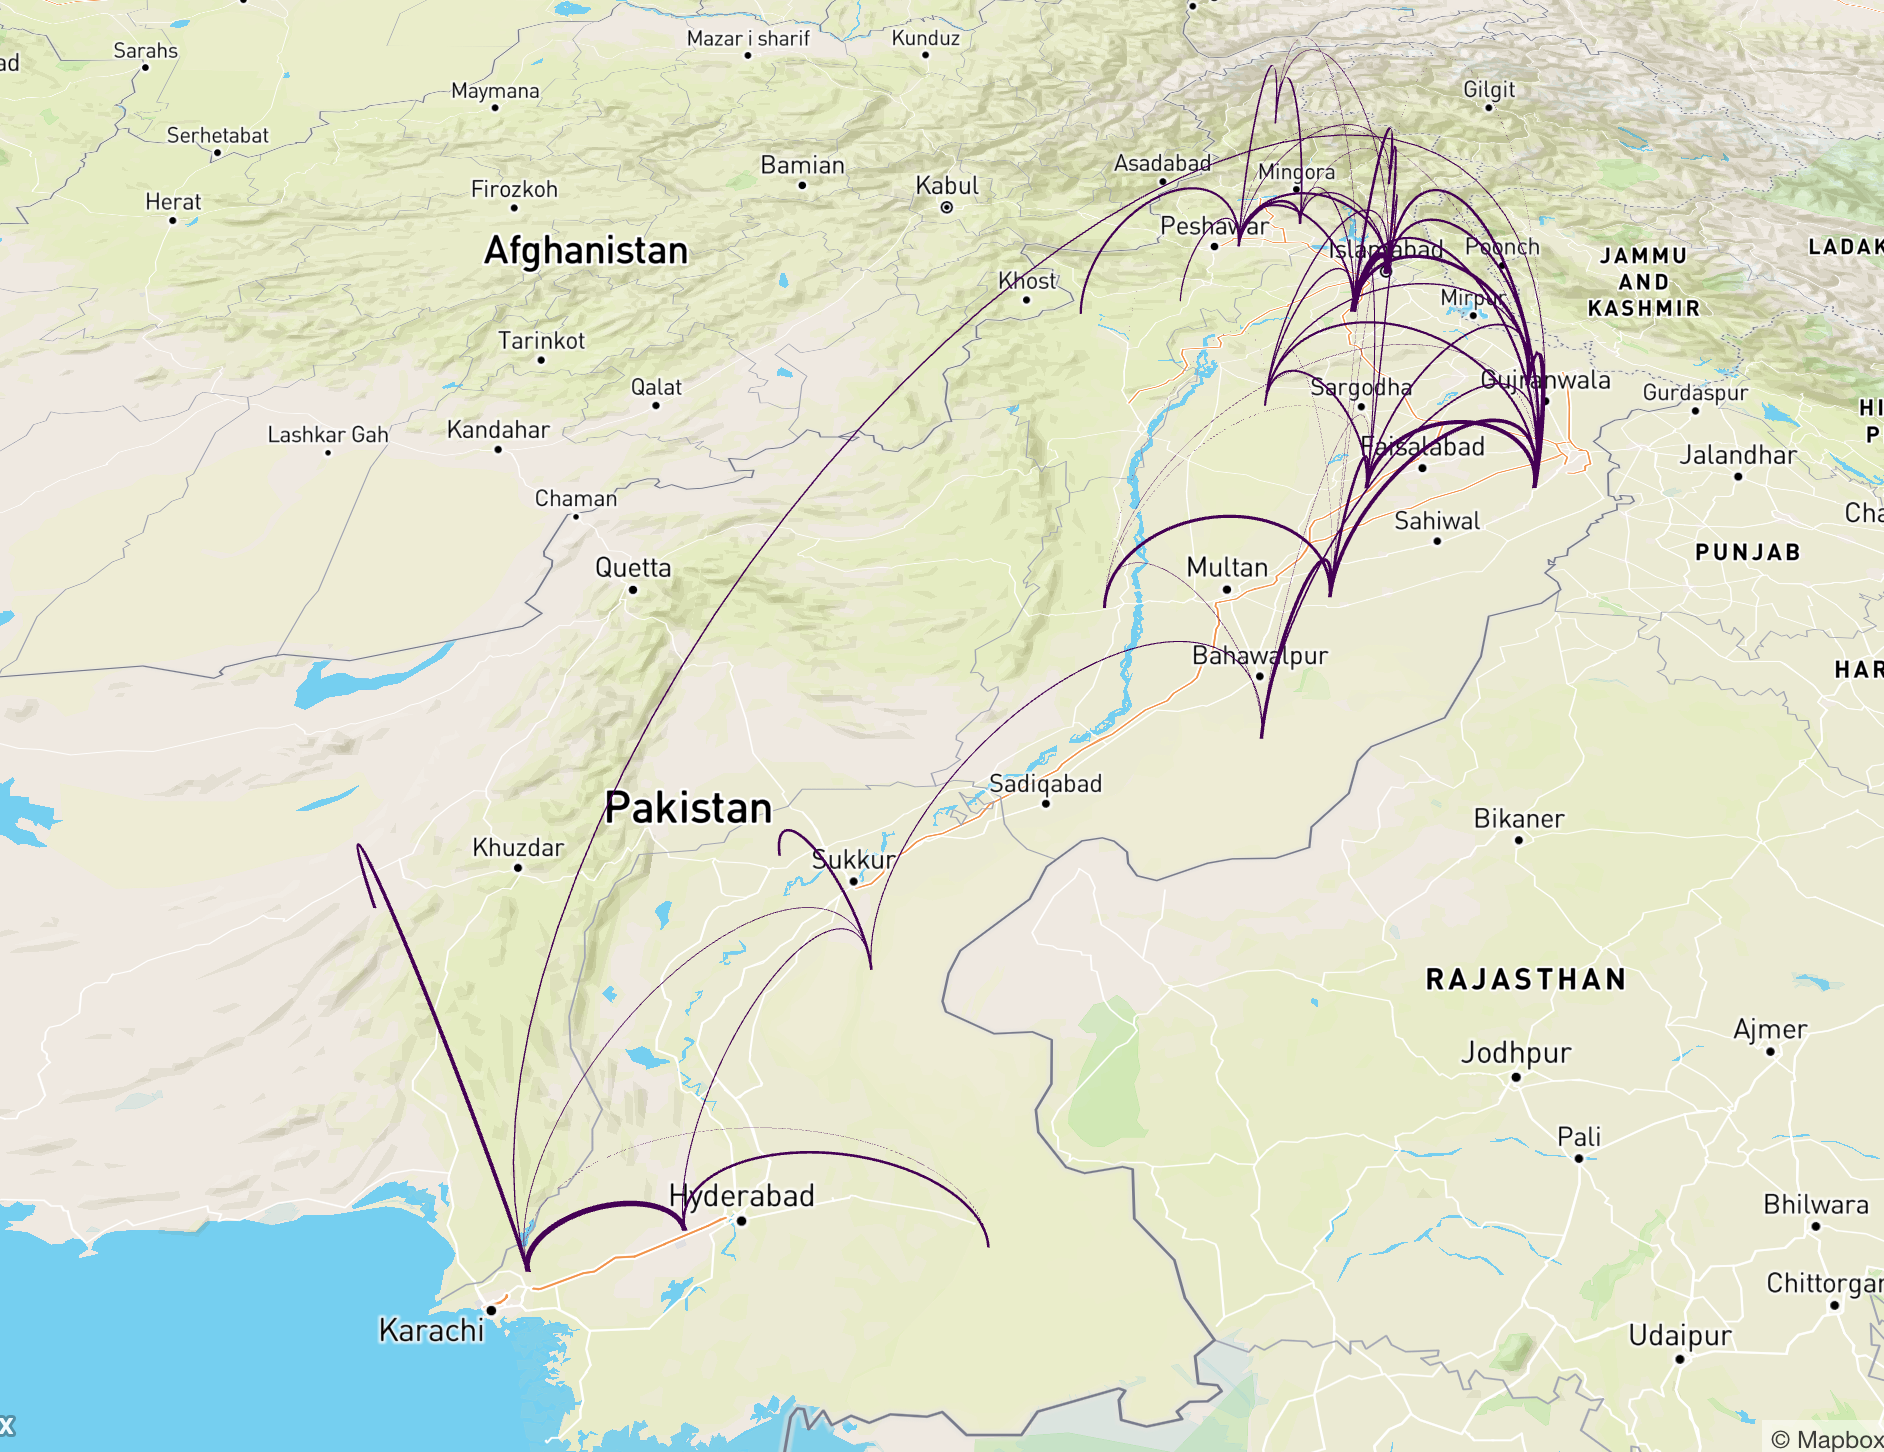 Sarahs
Mazar i sharif
Kunduz
ad
Maymana
Gilgit
Serhetabat
Bamian
Asadabad
Mingora
Herat
Firozkoh
Kabul
Peshawar
Afghanistan
Islamabad
Poonch
JAMMU
AND
KASHMIR
LADAK
Khost
Mirpur
Tarinkot
Qalat
Sargodha
Gujranwala
Gurdaspur
HI
P
Lashkar Gah
Kandahar
Faisalabad
Jalandhar
Chaman
Sahiwal
Cha
PUNJAB
Quetta
Multan
Bahawalpur
HAR
Pakistan
Sadiqabad
Bikaner
Khuzdar
Sukkur
RAJASTHAN
Ajmer
Jodhpur
Pali
Hyderabad
Bhilwara
Chittorgar
Karachi
Udaipur
x
© Mapbox